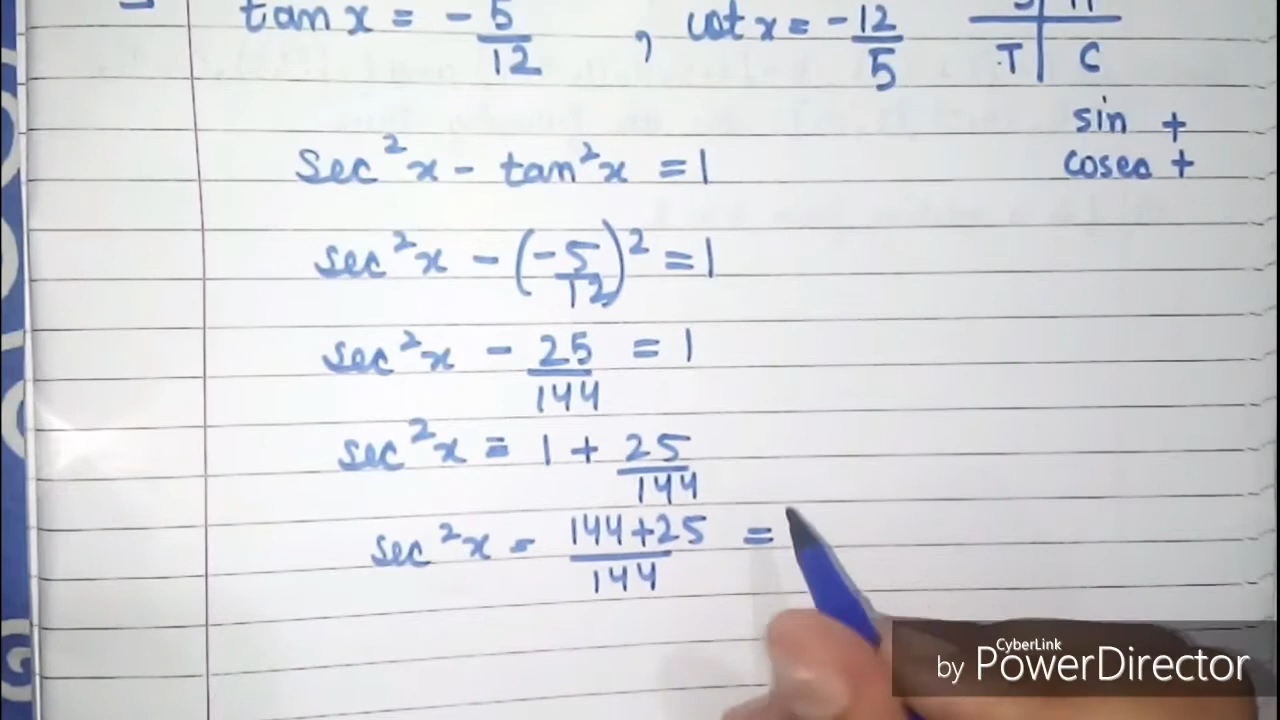 tan x = -5/12 , cot x = -12/5
T C
sin +
cosec +
sec²x - tan²x = 1
sec²x - (-5/12)² = 1
sec²x - 25/144 = 1
sec²x = 1 + 25/144
sec²x = 144+25/144 =
by CyberLink PowerDirector